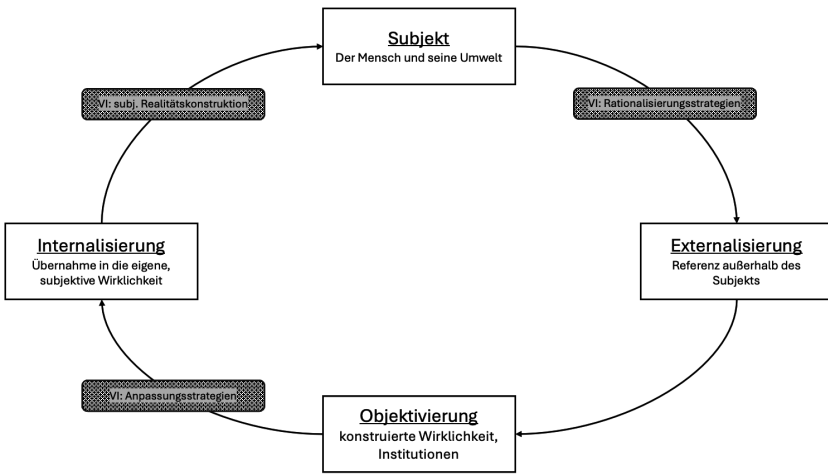 Subjekt
Der Mensch und seine Umwelt
VI: subj. Realitätskonstruktion
VI: Rationalisierungsstrategien
Internalisierung
Übernahme in die eigene,
subjektive Wirklichkeit
Externalisierung
Referenz außerhalb des
Subjekts
VI: Anpassungsstrategien
Objektivierung
konstruierte Wirklichkeit,
Institutionen